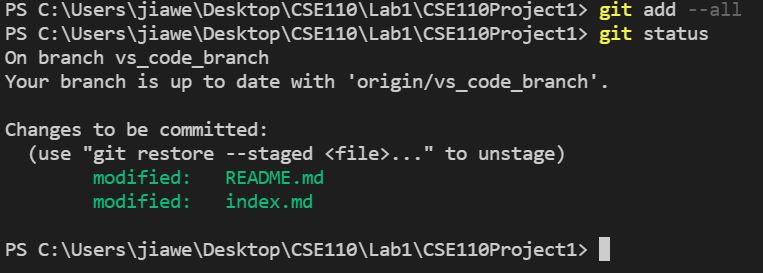 PS C:\Users\jiawe\Desktop\CSE110\Lab1\CSE110Project1> git add --all
PS C:\Users\jiawe\Desktop\CSE110\Lab1\CSE110Project1> git status
On branch vs_code_branch
Your branch is up to date with 'origin/vs_code_branch'.

Changes to be committed:
  (use "git restore --staged <file>..." to unstage)
        modified:   README.md
        modified:   index.md

PS C:\Users\jiawe\Desktop\CSE110\Lab1\CSE110Project1>